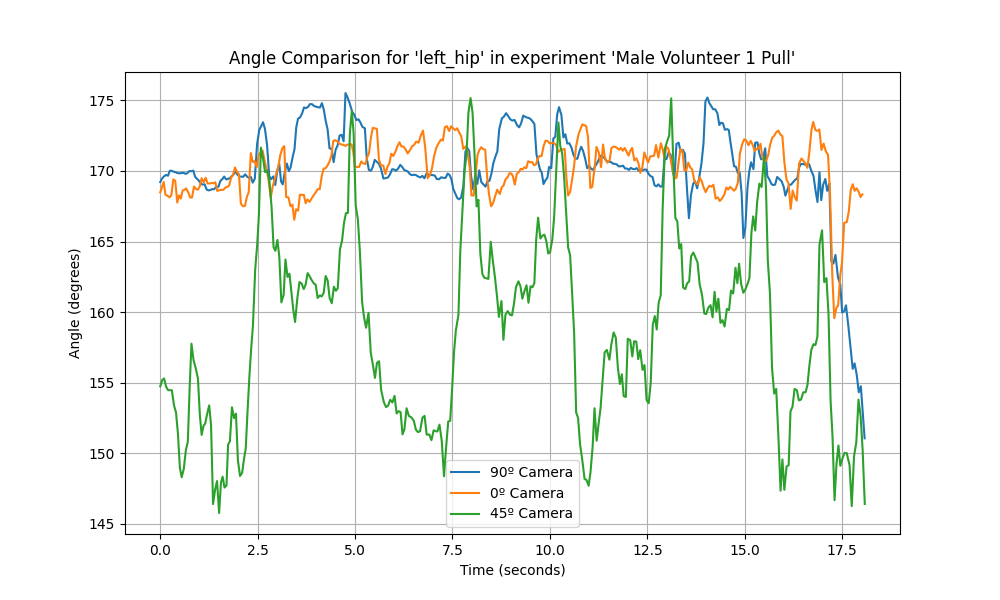 Angle Comparison for 'left_hip' in experiment 'Male Volunteer 1 Pull'
175
170
165
160
155
150
145
Angle (degrees)
90º Camera
0º Camera
45º Camera
0.0 2.5 5.0 7.5 10.0 12.5 15.0 17.5
Time (seconds)